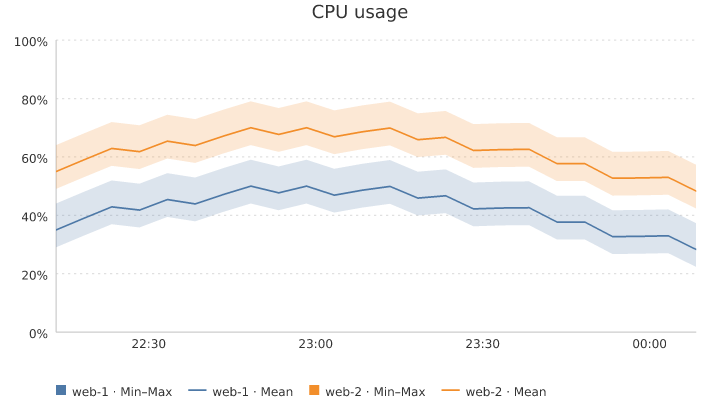 CPU usage
100%
80%
60%
40%
20%
0%
22:30 23:00 23:30 00:00
web-1 · Min–Max web-1 · Mean web-2 · Min–Max web-2 · Mean